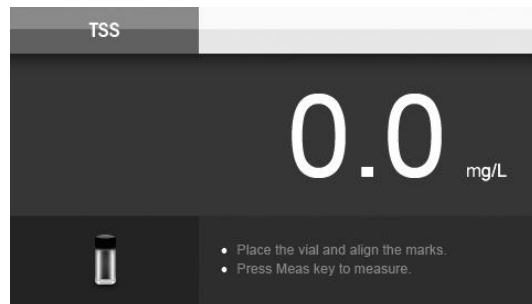 TSS
0.0 mg/L
Place the vial and align the marks.
Press Meas key to measure.